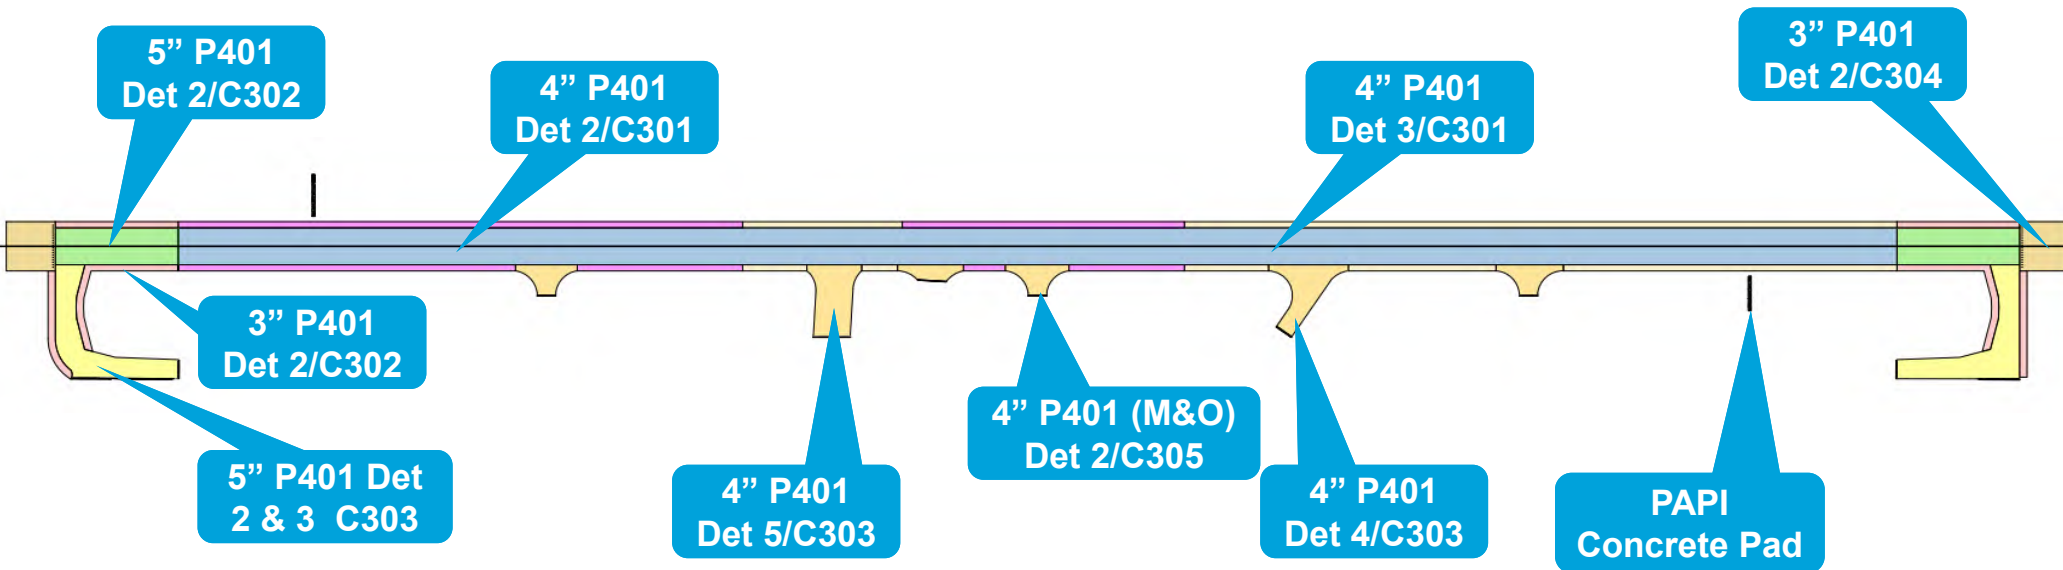 5” P401
Det 2/C302
4” P401
Det 2/C301
4” P401
Det 3/C301
3” P401
Det 2/C304
3” P401
Det 2/C302
5” P401 Det
2 & 3 C303
4” P401
Det 5/C303
4” P401 (M&O)
Det 2/C305
4” P401
Det 4/C303
PAPI
Concrete Pad